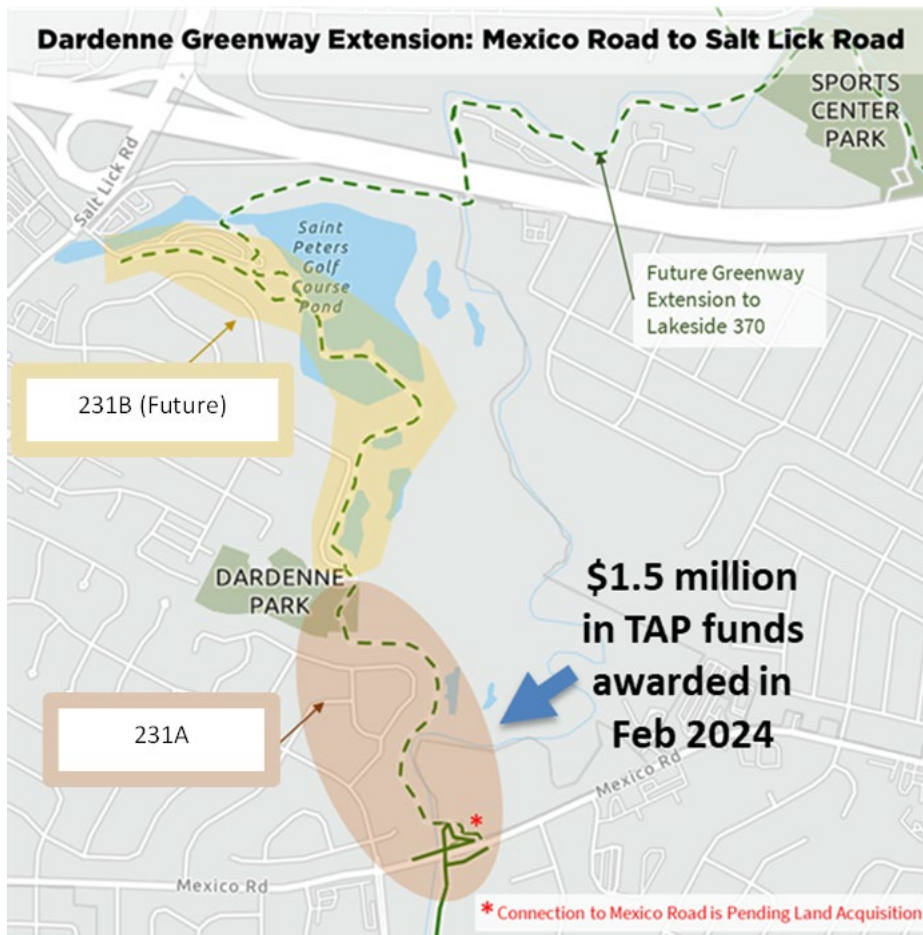 Dardenne Greenway Extension: Mexico Road to Salt Lick Road
SPORTS
CENTER
PARK
Salt Lick Rd
Saint
Peters
Golf
Course
Pond
Future Greenway
Extension to
Lakeside 370
231B (Future)
DARDENNE
PARK
$1.5 million
in TAP funds
awarded in
Feb 2024
231A
Mexico Rd
*
Mexico Rd
* Connection to Mexico Road is Pending Land Acquisition